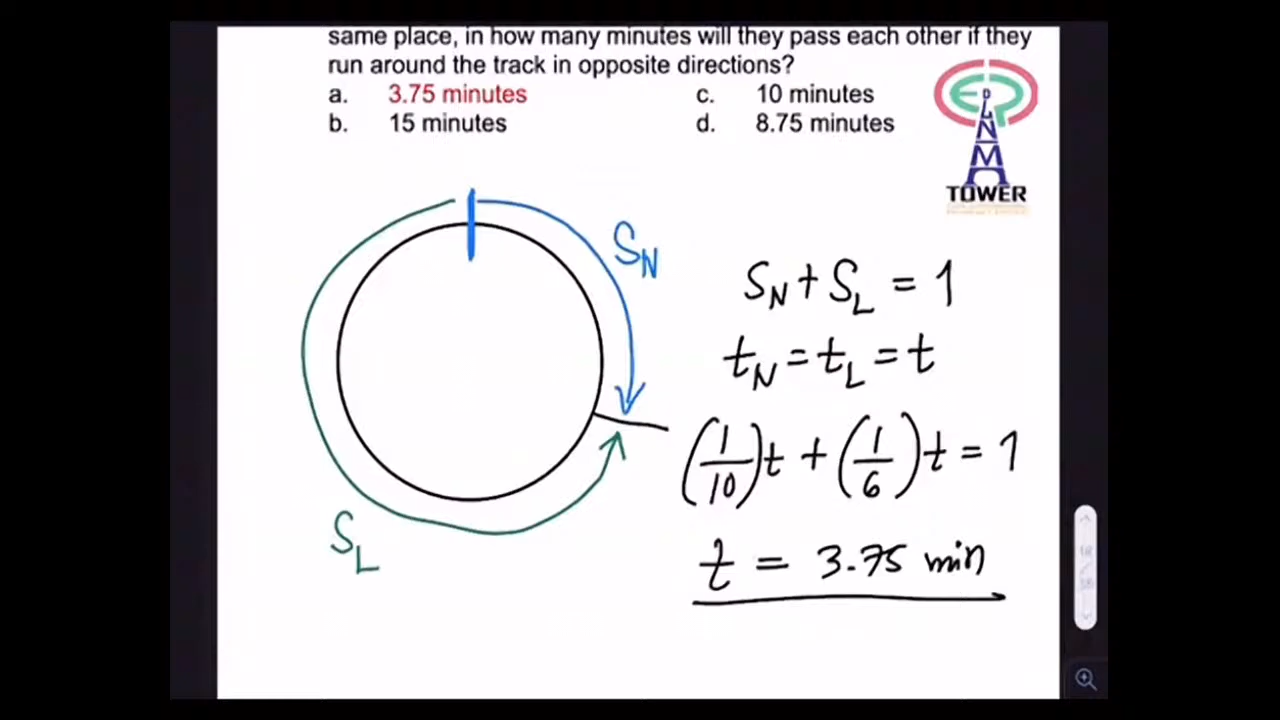 same place, in how many minutes will they pass each other if they
run around the track in opposite directions?
a. 3.75 minutes c. 10 minutes
b. 15 minutes d. 8.75 minutes
TOWER
S_N
S_N + S_L = 1
t_N = t_L = t
(1/10)t + (1/6)t = 1
S_L
t = 3.75 min